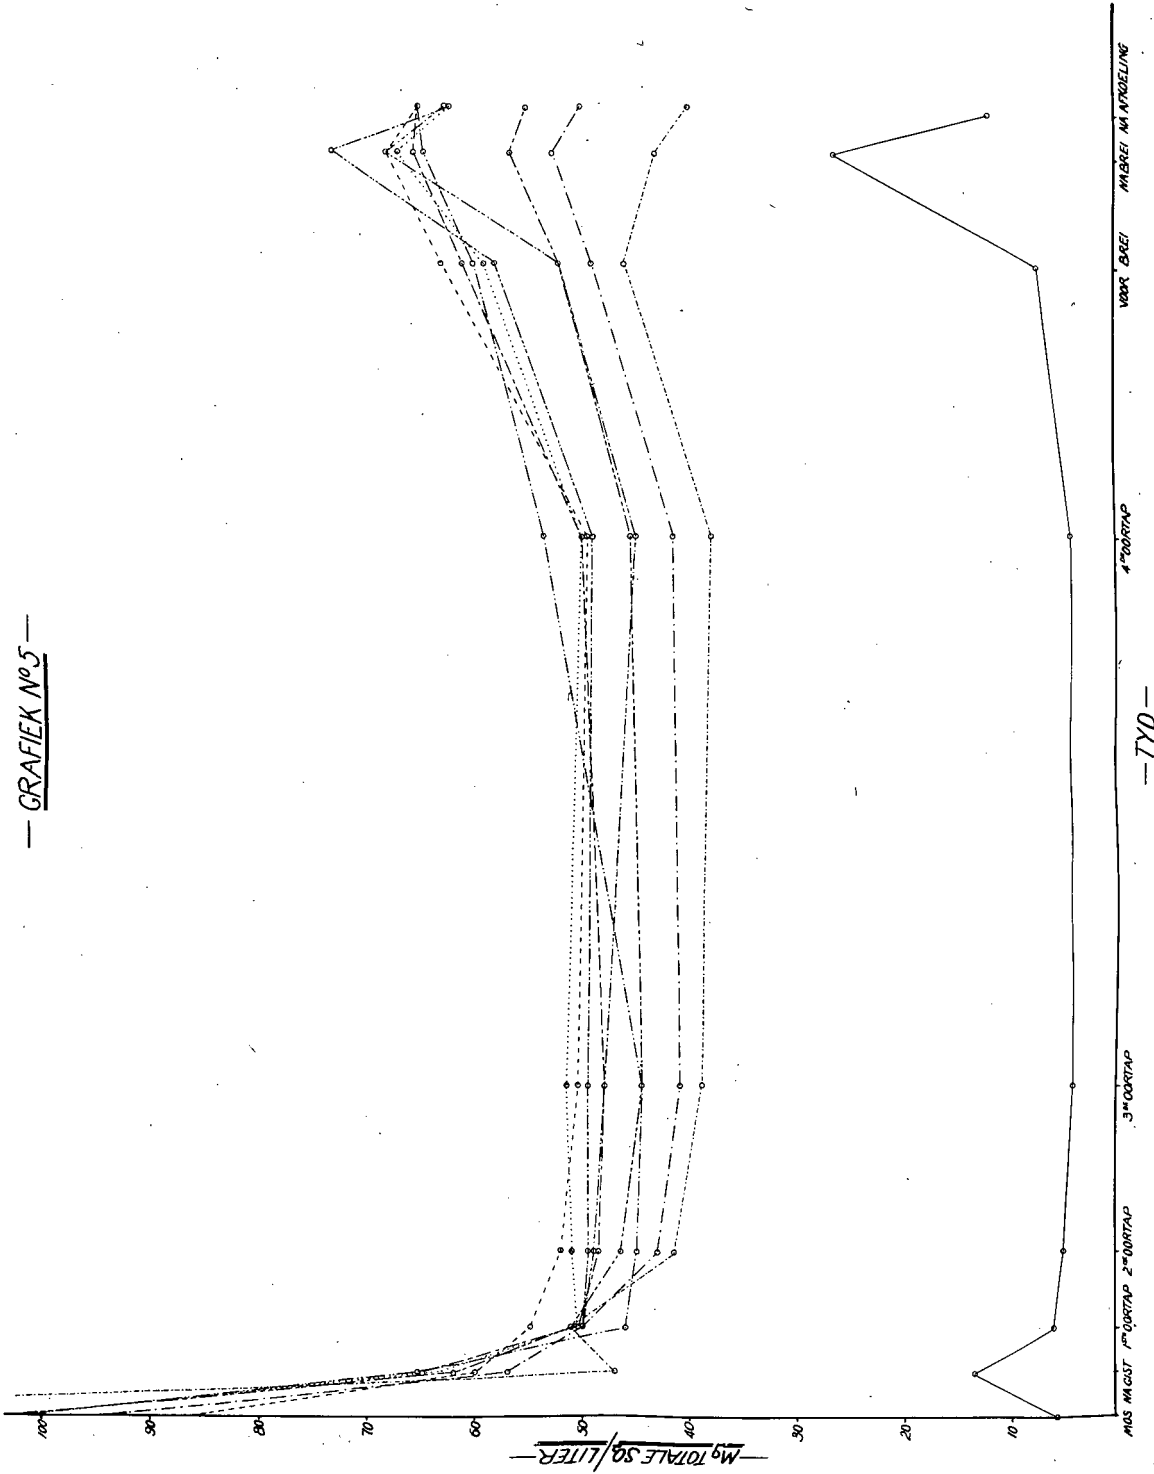 — GRAFIEK Nº 5 —
— Mg TOTALE SO₂/LITER —
100
90
80
70
60
50
40
30
20
10
MOS NA GIST 1ˢᵗᵉ OORTAP 2ᵈᵉ OORTAP 3ᵈᵉ OORTAP 4ᵈᵉ OORTAP VOOR BREI NA BREI NA AFKOELING
— TYD —